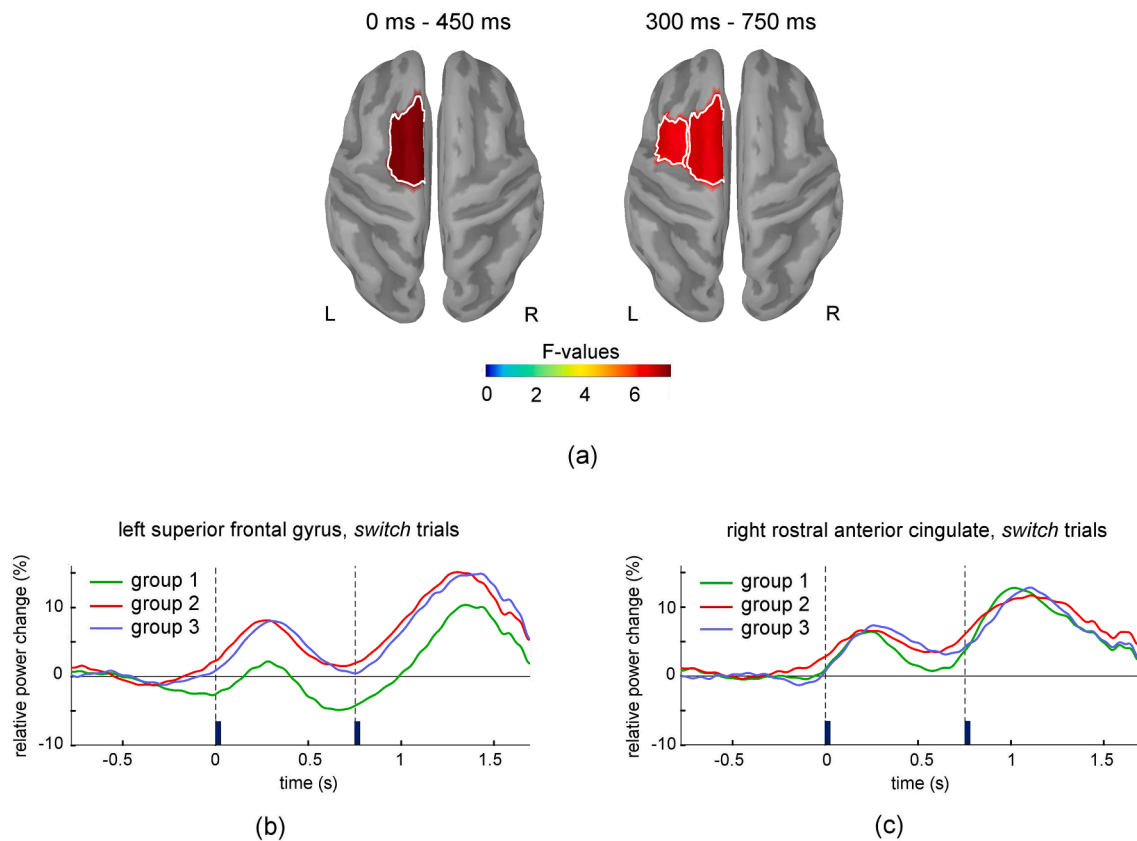 0 ms - 450 ms
300 ms - 750 ms
L
R
L
R
F-values
0 2 4 6
(a)
left superior frontal gyrus, switch trials
relative power change (%)
group 1
group 2
group 3
10
0
-10
-0.5 0 0.5 1 1.5
time (s)
(b)
right rostral anterior cingulate, switch trials
relative power change (%)
group 1
group 2
group 3
10
0
-10
-0.5 0 0.5 1 1.5
time (s)
(c)